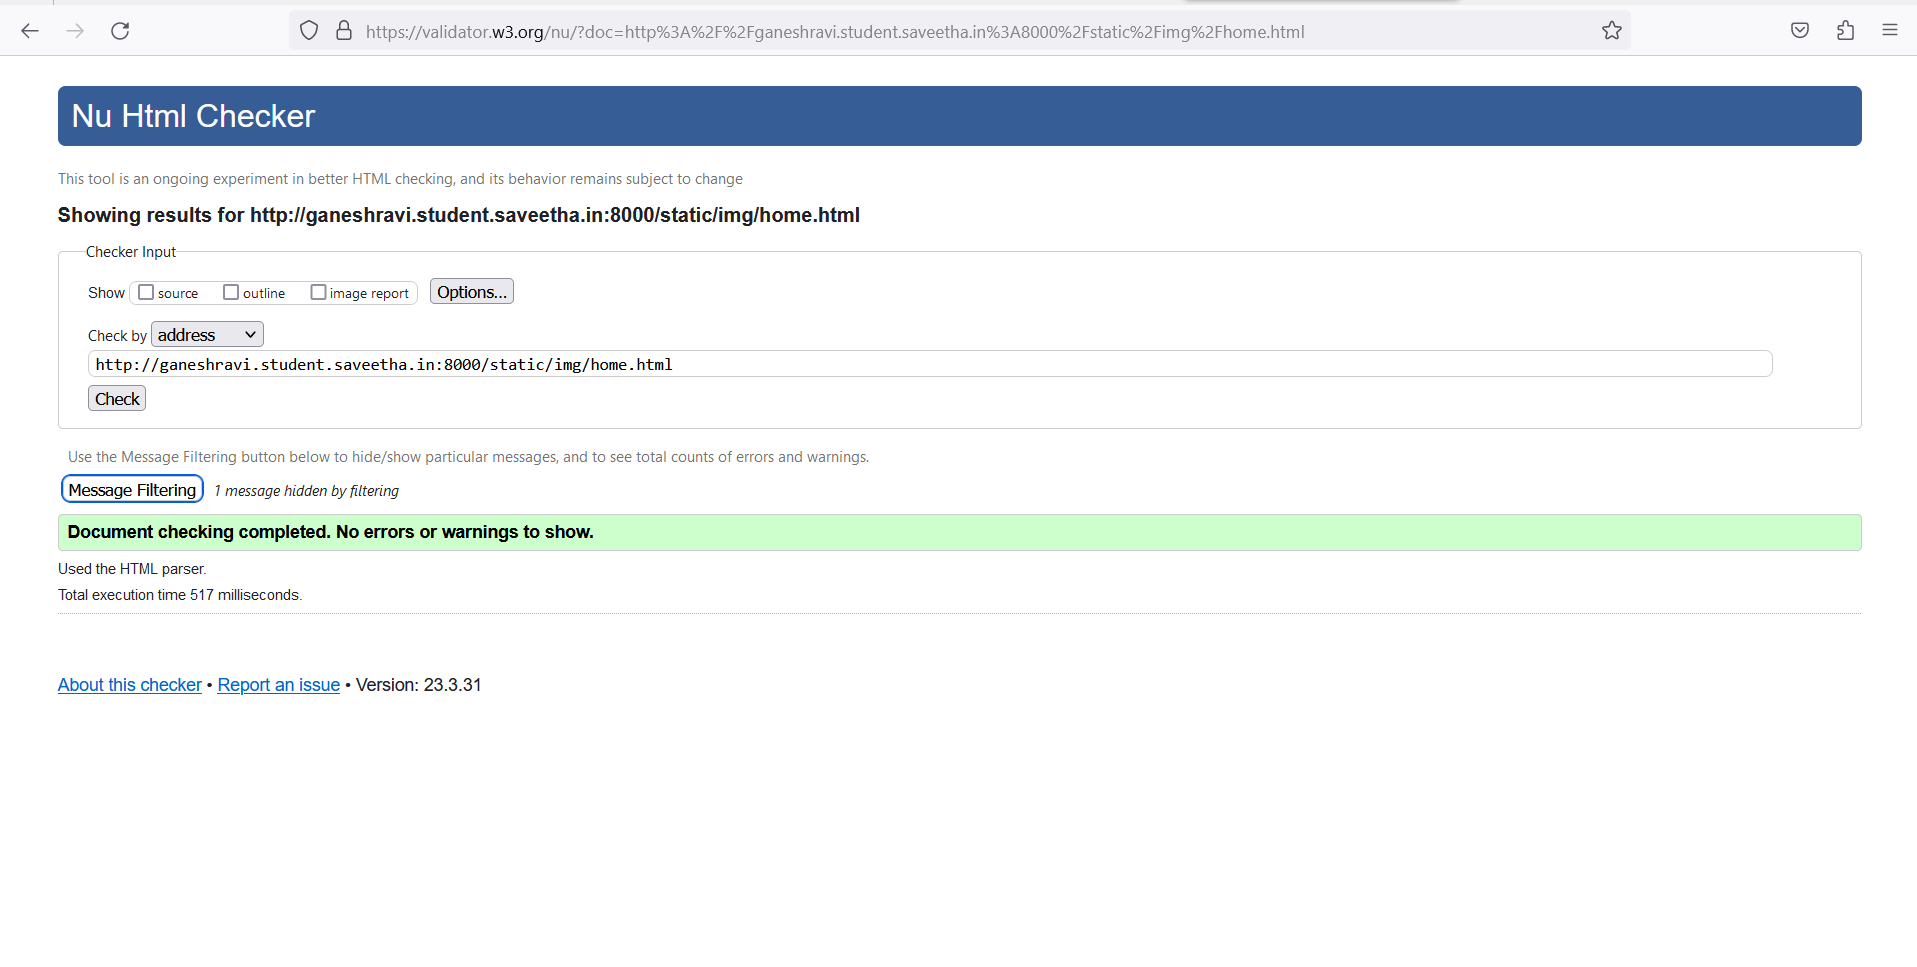 https://validator.w3.org/nu/?doc=http%3A%2F%2Fganeshravi.student.saveetha.in%3A8000%2Fstatic%2Fimg%2Fhome.html
Nu Html Checker
This tool is an ongoing experiment in better HTML checking, and its behavior remains subject to change
Showing results for http://ganeshravi.student.saveetha.in:8000/static/img/home.html
Checker Input
Show source outline image report Options...
Check by address
http://ganeshravi.student.saveetha.in:8000/static/img/home.html
Check
Use the Message Filtering button below to hide/show particular messages, and to see total counts of errors and warnings.
Message Filtering 1 message hidden by filtering
Document checking completed. No errors or warnings to show.
Used the HTML parser.
Total execution time 517 milliseconds.
About this checker • Report an issue • Version: 23.3.31